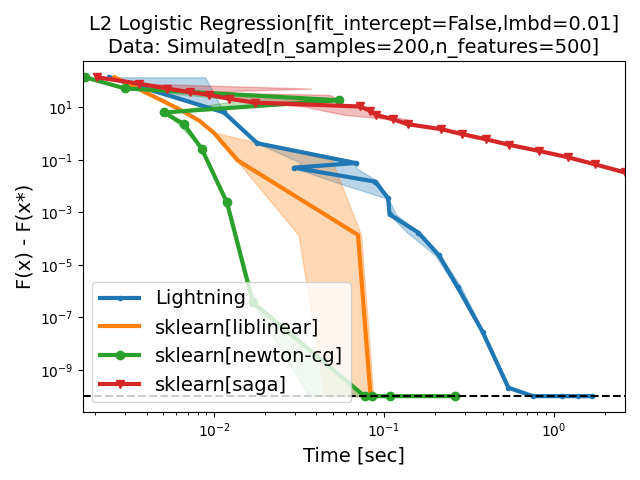 L2 Logistic Regression[fit_intercept=False,lmbd=0.01]
Data: Simulated[n_samples=200,n_features=500]
F(x) - F(x*)
10¹
10⁻¹
10⁻³
10⁻⁵
10⁻⁷
10⁻⁹
Lightning
sklearn[liblinear]
sklearn[newton-cg]
sklearn[saga]
10⁻² 10⁻¹ 10⁰
Time [sec]